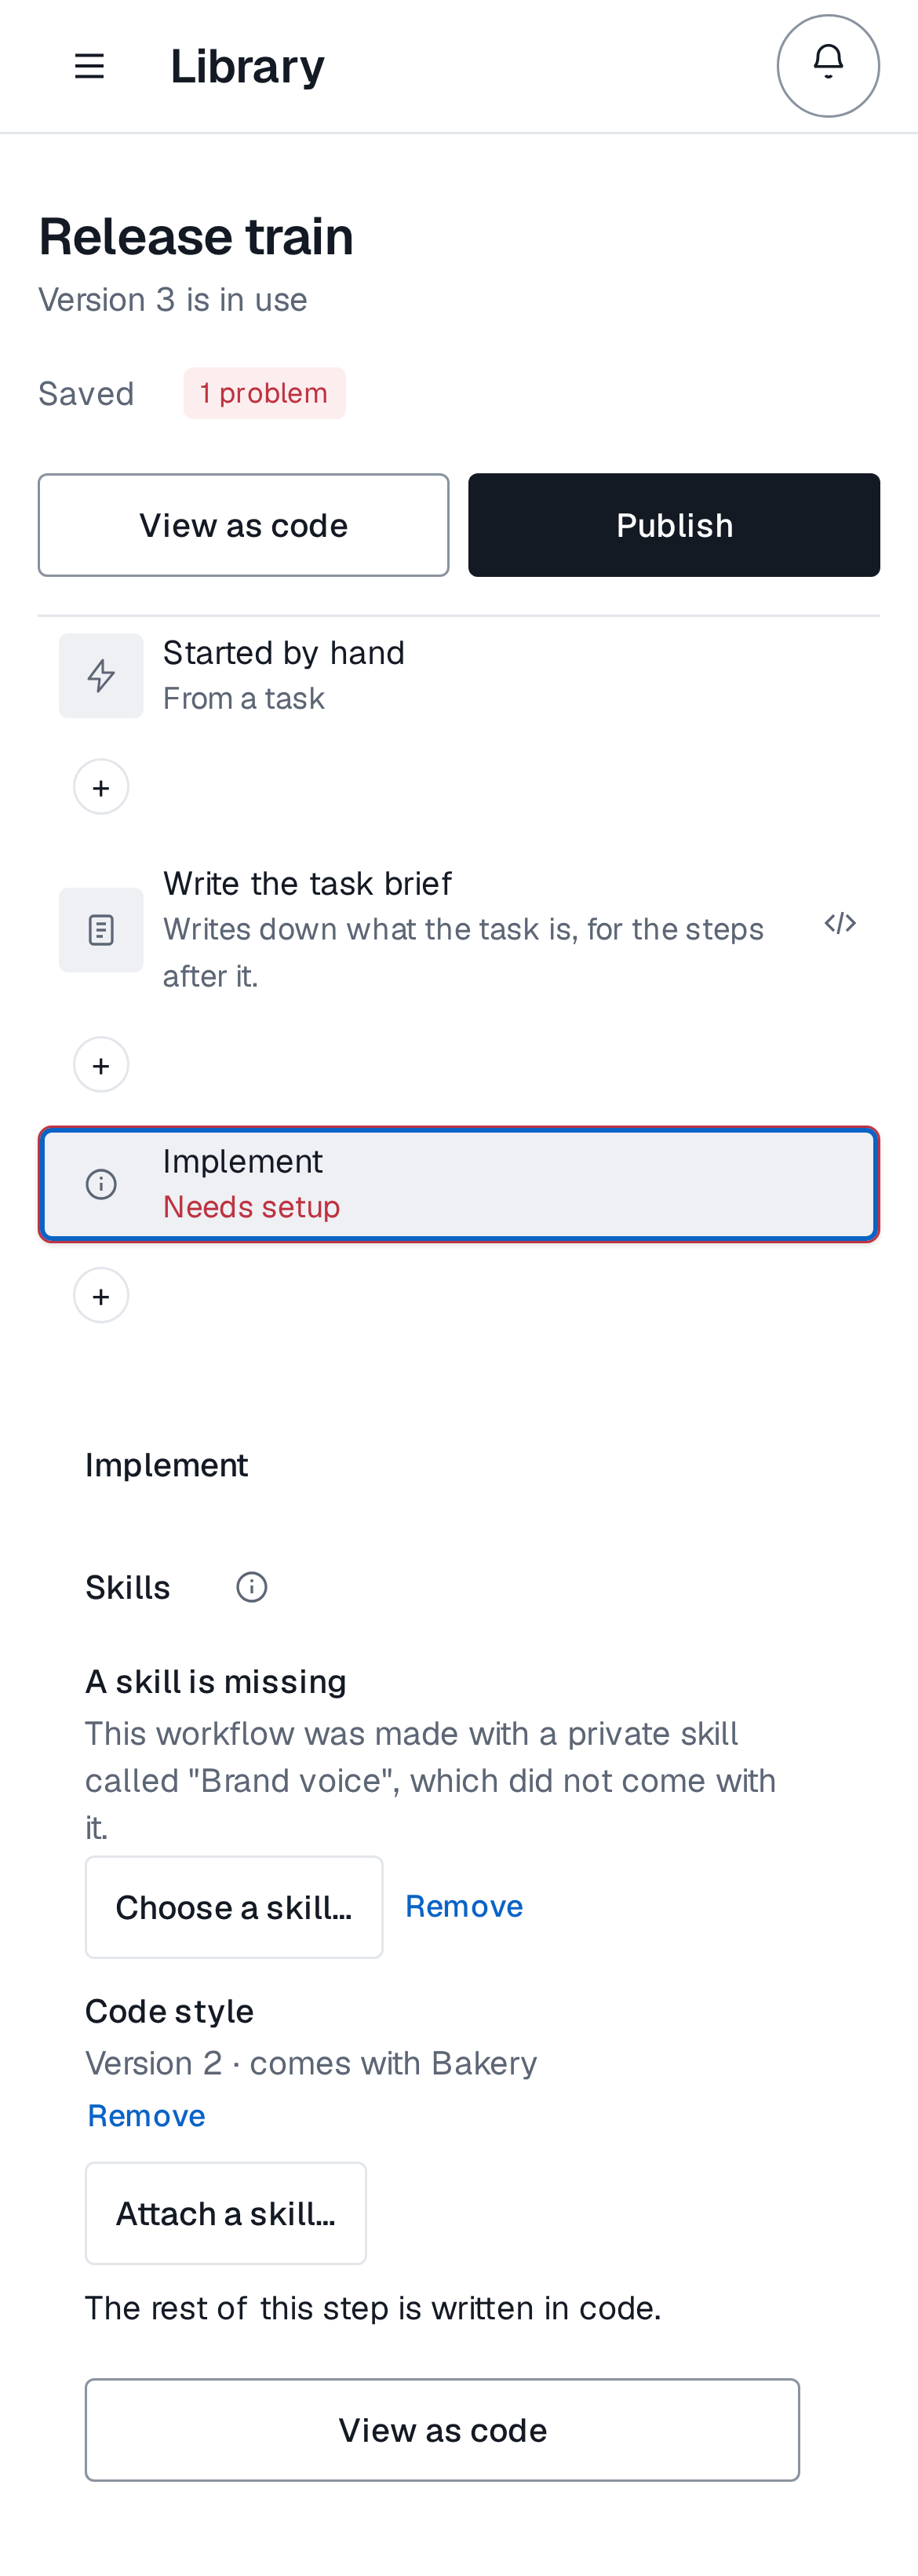 Library
Release train
Version 3 is in use
Saved
1 problem
View as code
Publish
Started by hand
From a task
+
Write the task brief
Writes down what the task is, for the steps
after it.
+
Implement
Needs setup
+
Implement
Skills
A skill is missing
This workflow was made with a private skill
called "Brand voice", which did not come with
it.
Choose a skill...
Remove
Code style
Version 2 · comes with Bakery
Remove
Attach a skill...
The rest of this step is written in code.
View as code